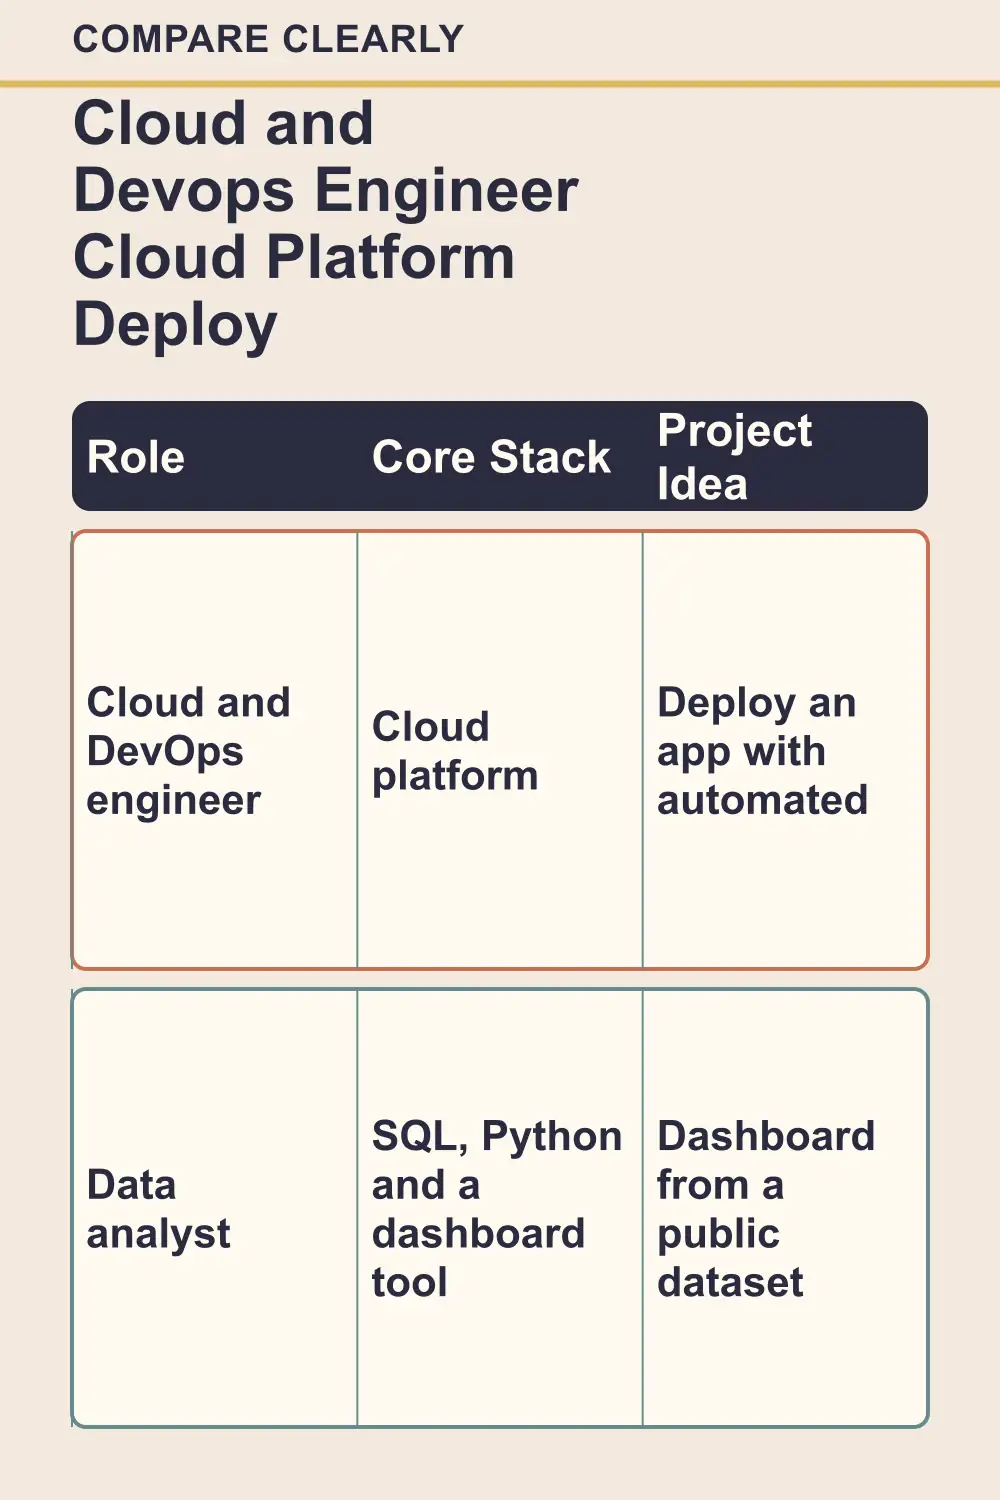 COMPARE CLEARLY
Cloud and
Devops Engineer
Cloud Platform
Deploy
Role
Core Stack
Project
Idea
Cloud and
DevOps
engineer
Cloud
platform
Deploy an
app with
automated
Data
analyst
SQL, Python
and a
dashboard
tool
Dashboard
from a
public
dataset